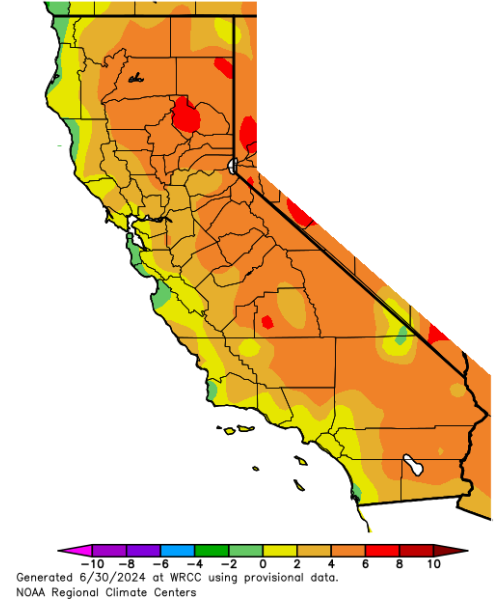 -10 -8 -6 -4 -2 0 2 4 6 8 10
Generated 6/30/2024 at WRCC using provisional data.
NOAA Regional Climate Centers